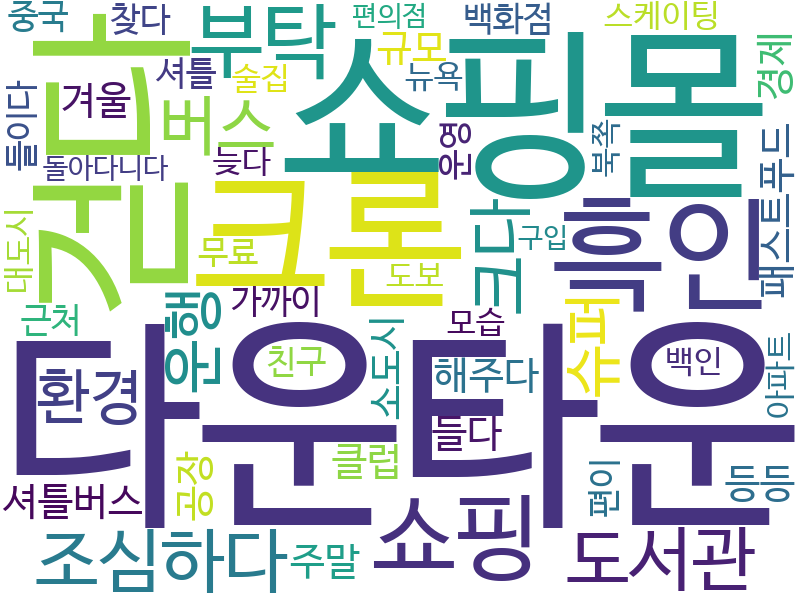 중국
찾다
부탁
편의점
규모
백화점
스케이팅
경제
쇼핑몰
걷다
셔틀
술집
뉴욕
겨울
버스
들이다
돌아다니다
늦다
운영
북쪽
패스트푸드
크론
크다
흑인
구입
대도시
무료
도보
가까이
근처
운행
모습
슈퍼
다운타운
환경
친구
소도시
해주다
백인
아파트
들다
클럽
공장
편이
등등
셔틀버스
쇼핑
도서관
조심하다
주말